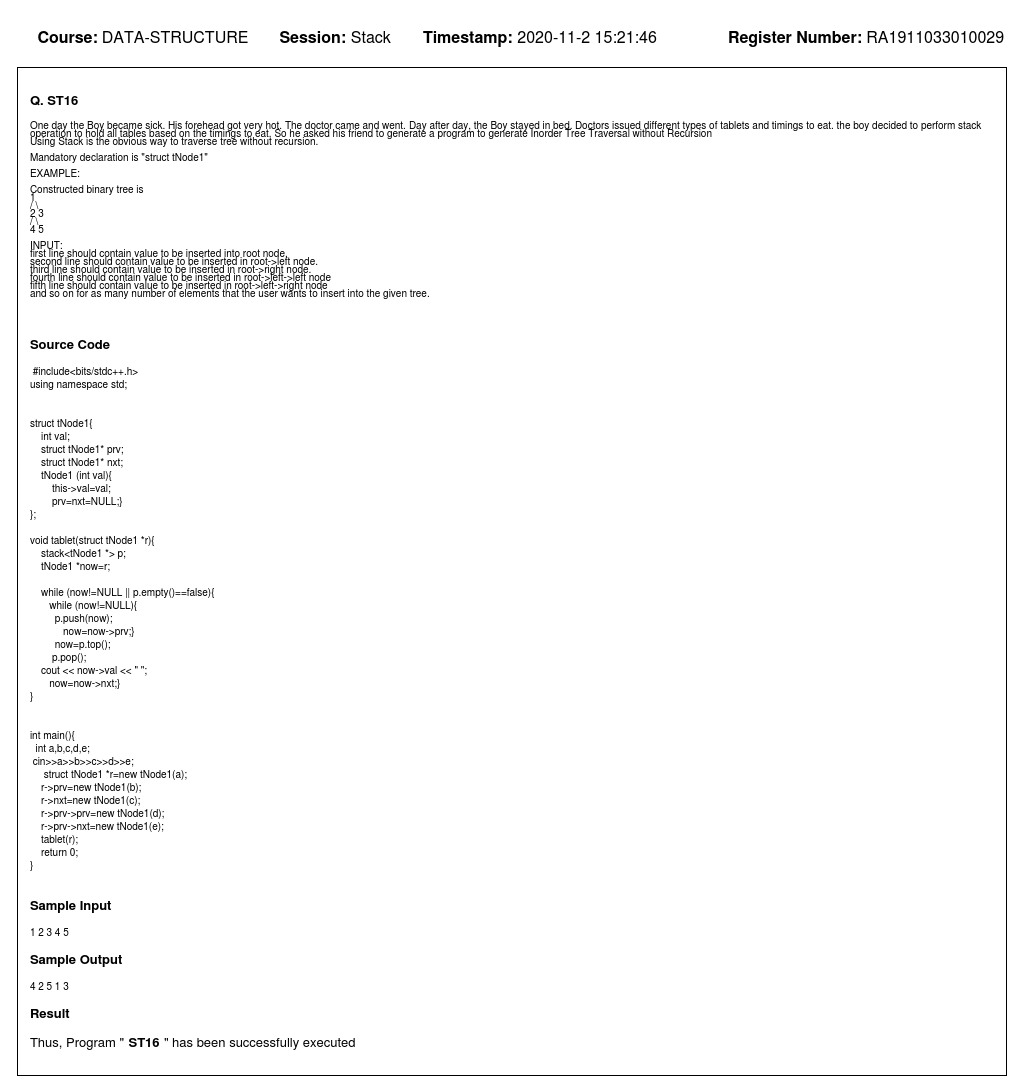 Course: DATA-STRUCTURE Session: Stack Timestamp: 2020-11-2 15:21:46 Register Number: RA1911033010029
Q. ST16
One day the Boy became sick. His forehead got very hot. The doctor came and went. Day after day, the Boy stayed in bed. Doctors issued different types of tablets and timings to eat. the boy decided to perform stack
operation to hold all tables based on the timings to eat. So he asked his friend to generate a program to generate Inorder Tree Traversal without Recursion
Using Stack is the obvious way to traverse tree without recursion.
Mandatory declaration is "struct tNode1"
EXAMPLE:
Constructed binary tree is
1
/ \
2 3
/ \
4 5
INPUT:
first line should contain value to be inserted into root node.
second line should contain value to be inserted in root->left node.
third line should contain value to be inserted in root->right node.
fourth line should contain value to be inserted in root->left->left node
fifth line should contain value to be inserted in root->left->right node
and so on for as many number of elements that the user wants to insert into the given tree.
Source Code
#include<bits/stdc++.h>
using namespace std;
struct tNode1{
int val;
struct tNode1* prv;
struct tNode1* nxt;
tNode1 (int val){
this->val=val;
prv=nxt=NULL;}
};
void tablet(struct tNode1 *r){
stack<tNode1 *> p;
tNode1 *now=r;
while (now!=NULL || p.empty()==false){
while (now!=NULL){
p.push(now);
now=now->prv;}
now=p.top();
p.pop();
cout << now->val << " ";
now=now->nxt;}
}
int main(){
int a,b,c,d,e;
cin>>a>>b>>c>>d>>e;
struct tNode1 *r=new tNode1(a);
r->prv=new tNode1(b);
r->nxt=new tNode1(c);
r->prv->prv=new tNode1(d);
r->prv->nxt=new tNode1(e);
tablet(r);
return 0;
}
Sample Input
1 2 3 4 5
Sample Output
4 2 5 1 3
Result
Thus, Program " ST16 " has been successfully executed